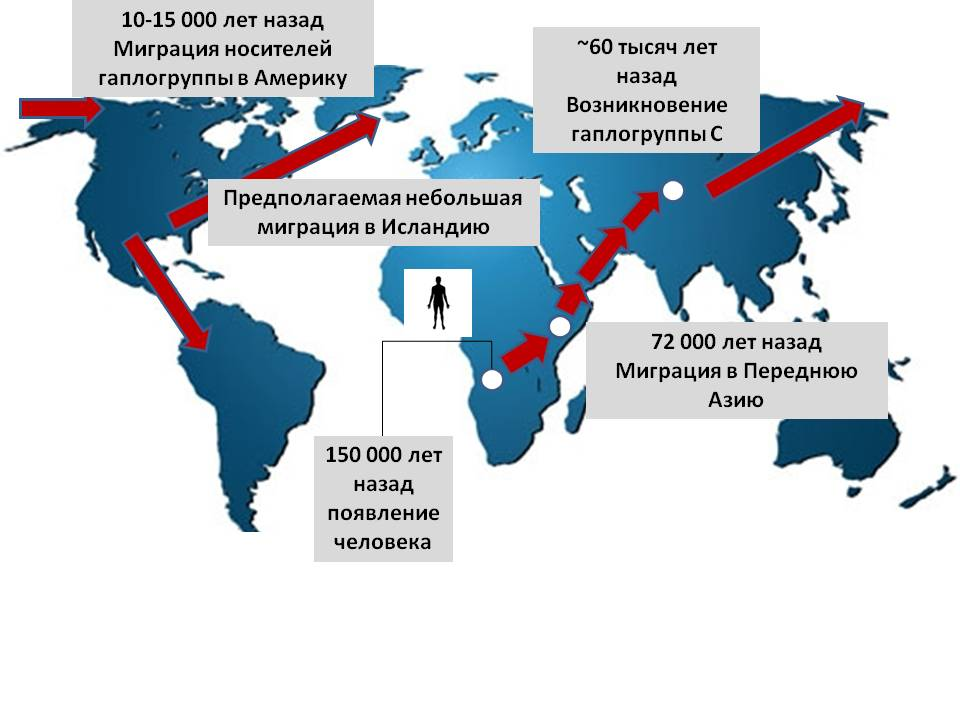 10-15 000 лет назад
Миграция носителей
гаплогруппы в Америку
~60 тысяч лет
назад
Возникновение
гаплогруппы С
Предполагаемая небольшая
миграция в Исландию
72 000 лет назад
Миграция в Переднюю
Азию
150 000 лет
назад
появление
человека